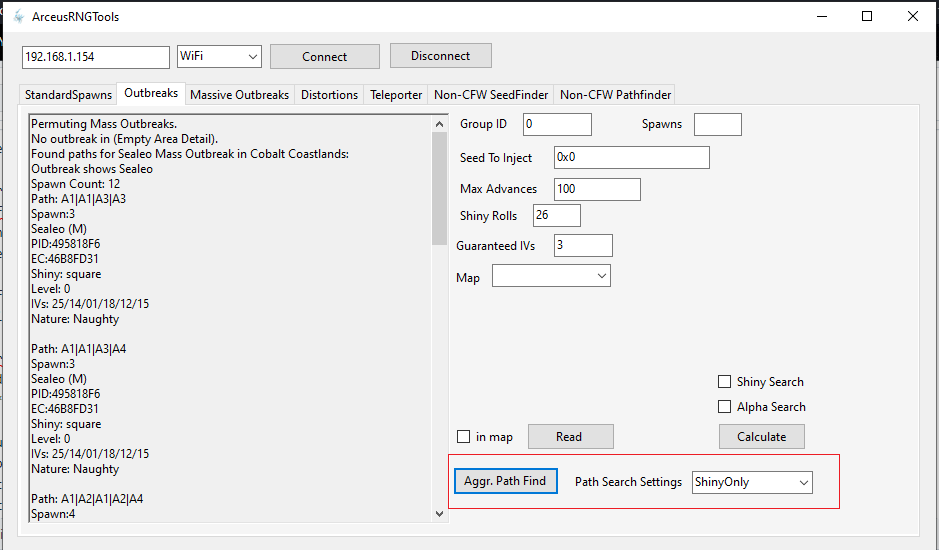 ArceusRNGTools
192.168.1.154 WiFi Connect Disconnect
StandardSpawns Outbreaks Massive Outbreaks Distortions Teleporter Non-CFW SeedFinder Non-CFW Pathfinder
Permuting Mass Outbreaks.
No outbreak in (Empty Area Detail).
Found paths for Sealeo Mass Outbreak in Cobalt Coastlands:
Outbreak shows Sealeo
Spawn Count: 12
Path: A1|A1|A3|A3
Spawn:3
Sealeo (M)
PID:495818F6
EC:46B8FD31
Shiny: square
Level: 0
IVs: 25/14/01/18/12/15
Nature: Naughty
Path: A1|A1|A3|A4
Spawn:3
Sealeo (M)
PID:495818F6
EC:46B8FD31
Shiny: square
Level: 0
IVs: 25/14/01/18/12/15
Nature: Naughty
Path: A1|A2|A1|A2|A4
Spawn:4
Group ID 0 Spawns
Seed To Inject 0x0
Max Advances 100
Shiny Rolls 26
Guaranteed IVs 3
Map
Shiny Search
Alpha Search
in map Read Calculate
Aggr. Path Find Path Search Settings ShinyOnly